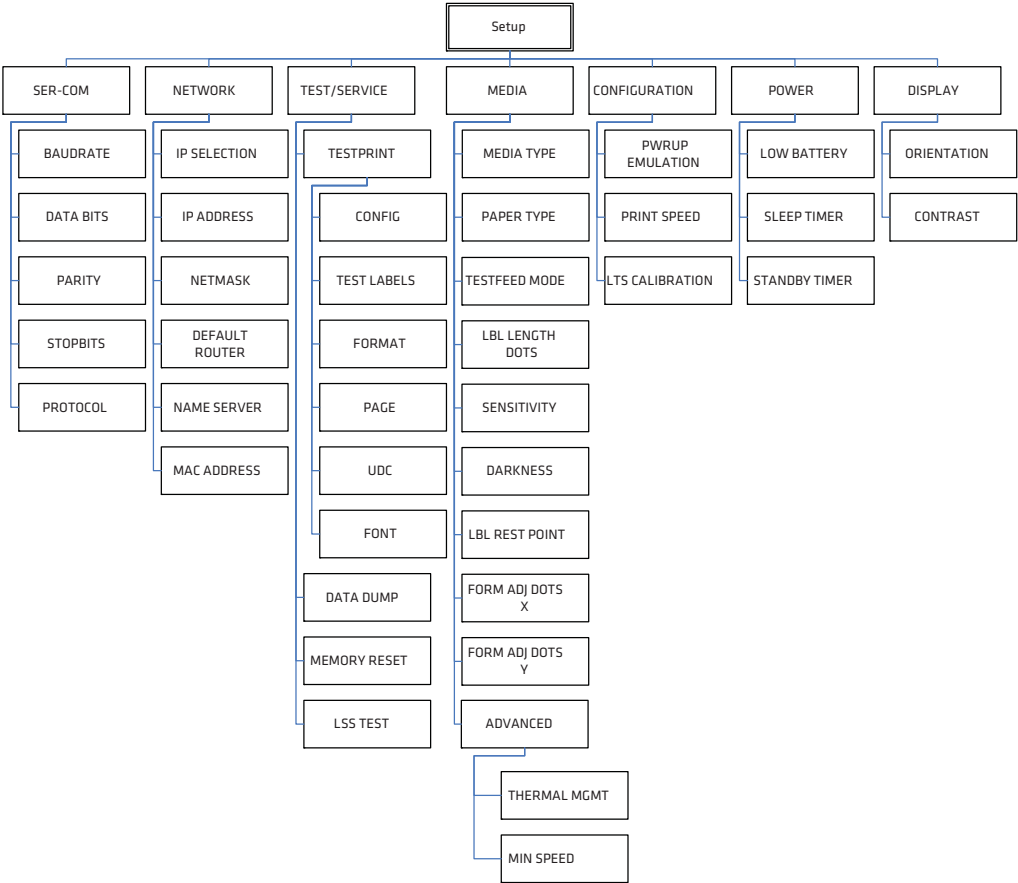 Setup
SER-COM
NETWORK
TEST/SERVICE
MEDIA
CONFIGURATION
POWER
DISPLAY
BAUDRATE
DATA BITS
PARITY
STOPBITS
PROTOCOL
IP SELECTION
IP ADDRESS
NETMASK
DEFAULT
ROUTER
NAME SERVER
MAC ADDRESS
TESTPRINT
CONFIG
TEST LABELS
FORMAT
PAGE
UDC
FONT
DATA DUMP
MEMORY RESET
LSS TEST
MEDIA TYPE
PAPER TYPE
TESTFEED MODE
LBL LENGTH
DOTS
SENSITIVITY
DARKNESS
LBL REST POINT
FORM ADJ DOTS
X
FORM ADJ DOTS
Y
ADVANCED
THERMAL MGMT
MIN SPEED
PWRUP
EMULATION
PRINT SPEED
LTS CALIBRATION
LOW BATTERY
SLEEP TIMER
STANDBY TIMER
ORIENTATION
CONTRAST